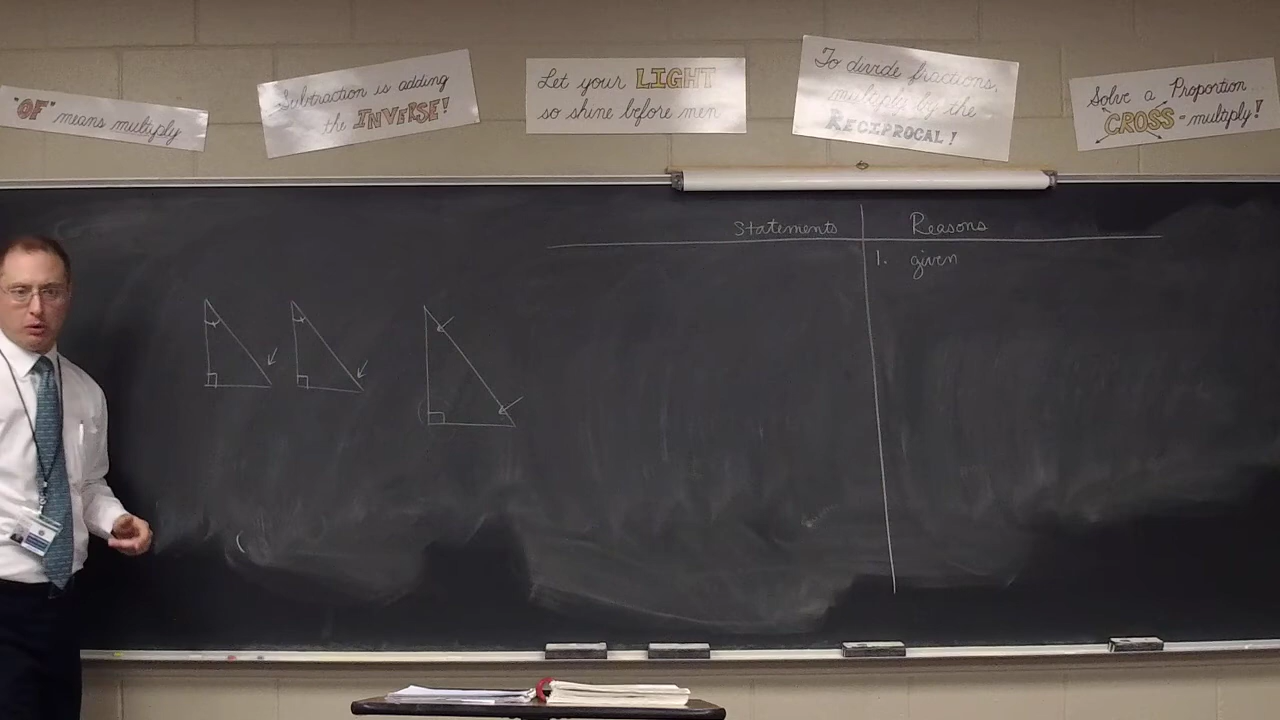 "OF" means multiply
Subtraction is adding
the INVERSE!
Let your LIGHT
so shine before men
To divide fractions,
multiply by the
RECIPROCAL!
Solve a Proportion
CROSS-multiply!
Statements
Reasons
1. given